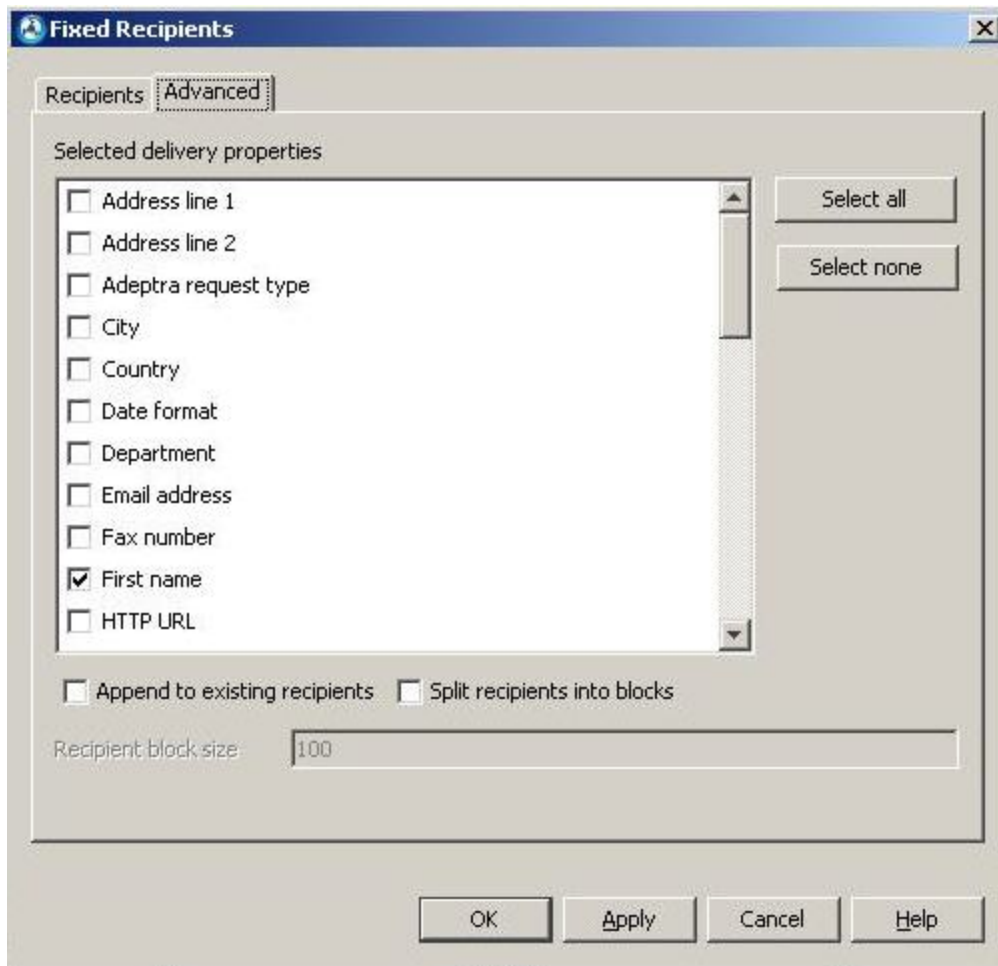 Fixed Recipients
Recipients Advanced
Selected delivery properties
Address line 1
Select all
Address line 2
Select none
Adeptra request type
City
Country
Date format
Department
Email address
Fax number
First name
HTTP URL
Append to existing recipients Split recipients into blocks
Recipient block size 100
OK Apply Cancel Help